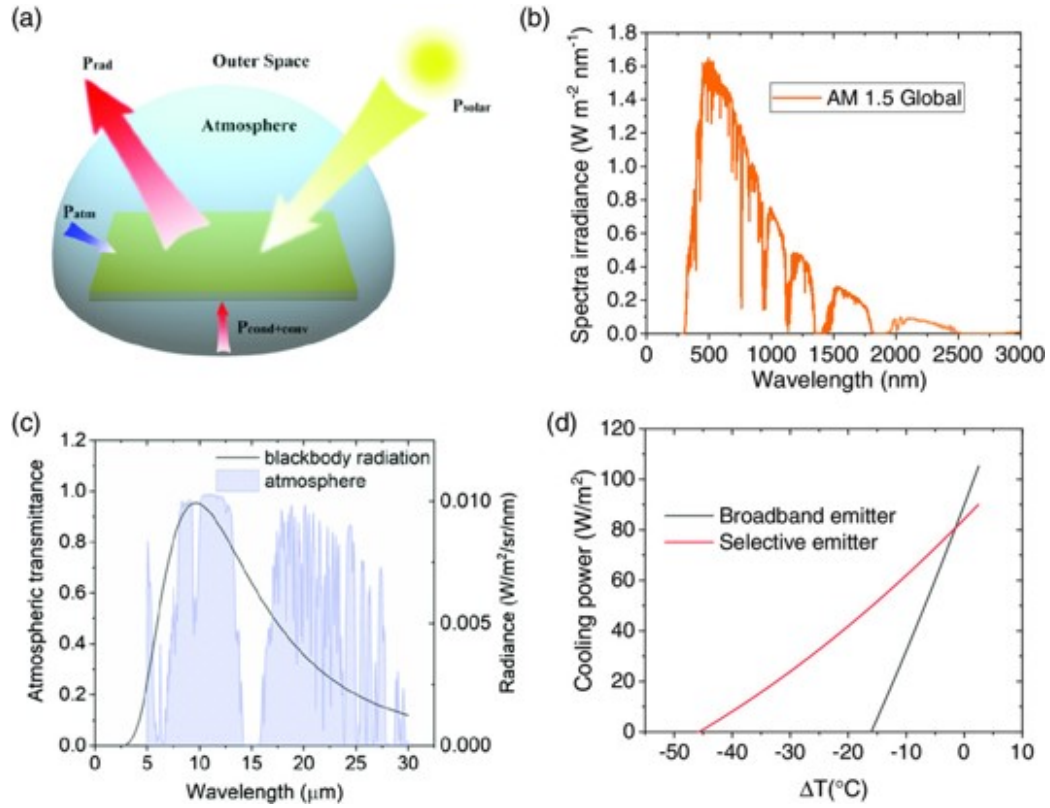 (a)
Outer Space
Prad
Psolar
Atmosphere
Patm
Pcond+conv
(b)
Spectra irradiance (W m-2 nm-1)
1.8
1.6
1.4
1.2
1.0
0.8
0.6
0.4
0.2
0.0
AM 1.5 Global
0 500 1000 1500 2000 2500 3000
Wavelength (nm)
(c)
Atmospheric transmittance
1.2
1.0
0.8
0.6
0.4
0.2
0.0
blackbody radiation
atmosphere
0.010
0.005
0.000
Radiance (W/m2/sr/nm)
0 5 10 15 20 25 30
Wavelength (μm)
(d)
Cooling power (W/m2)
120
100
80
60
40
20
0
Broadband emitter
Selective emitter
-50 -40 -30 -20 -10 0 10
ΔT(°C)